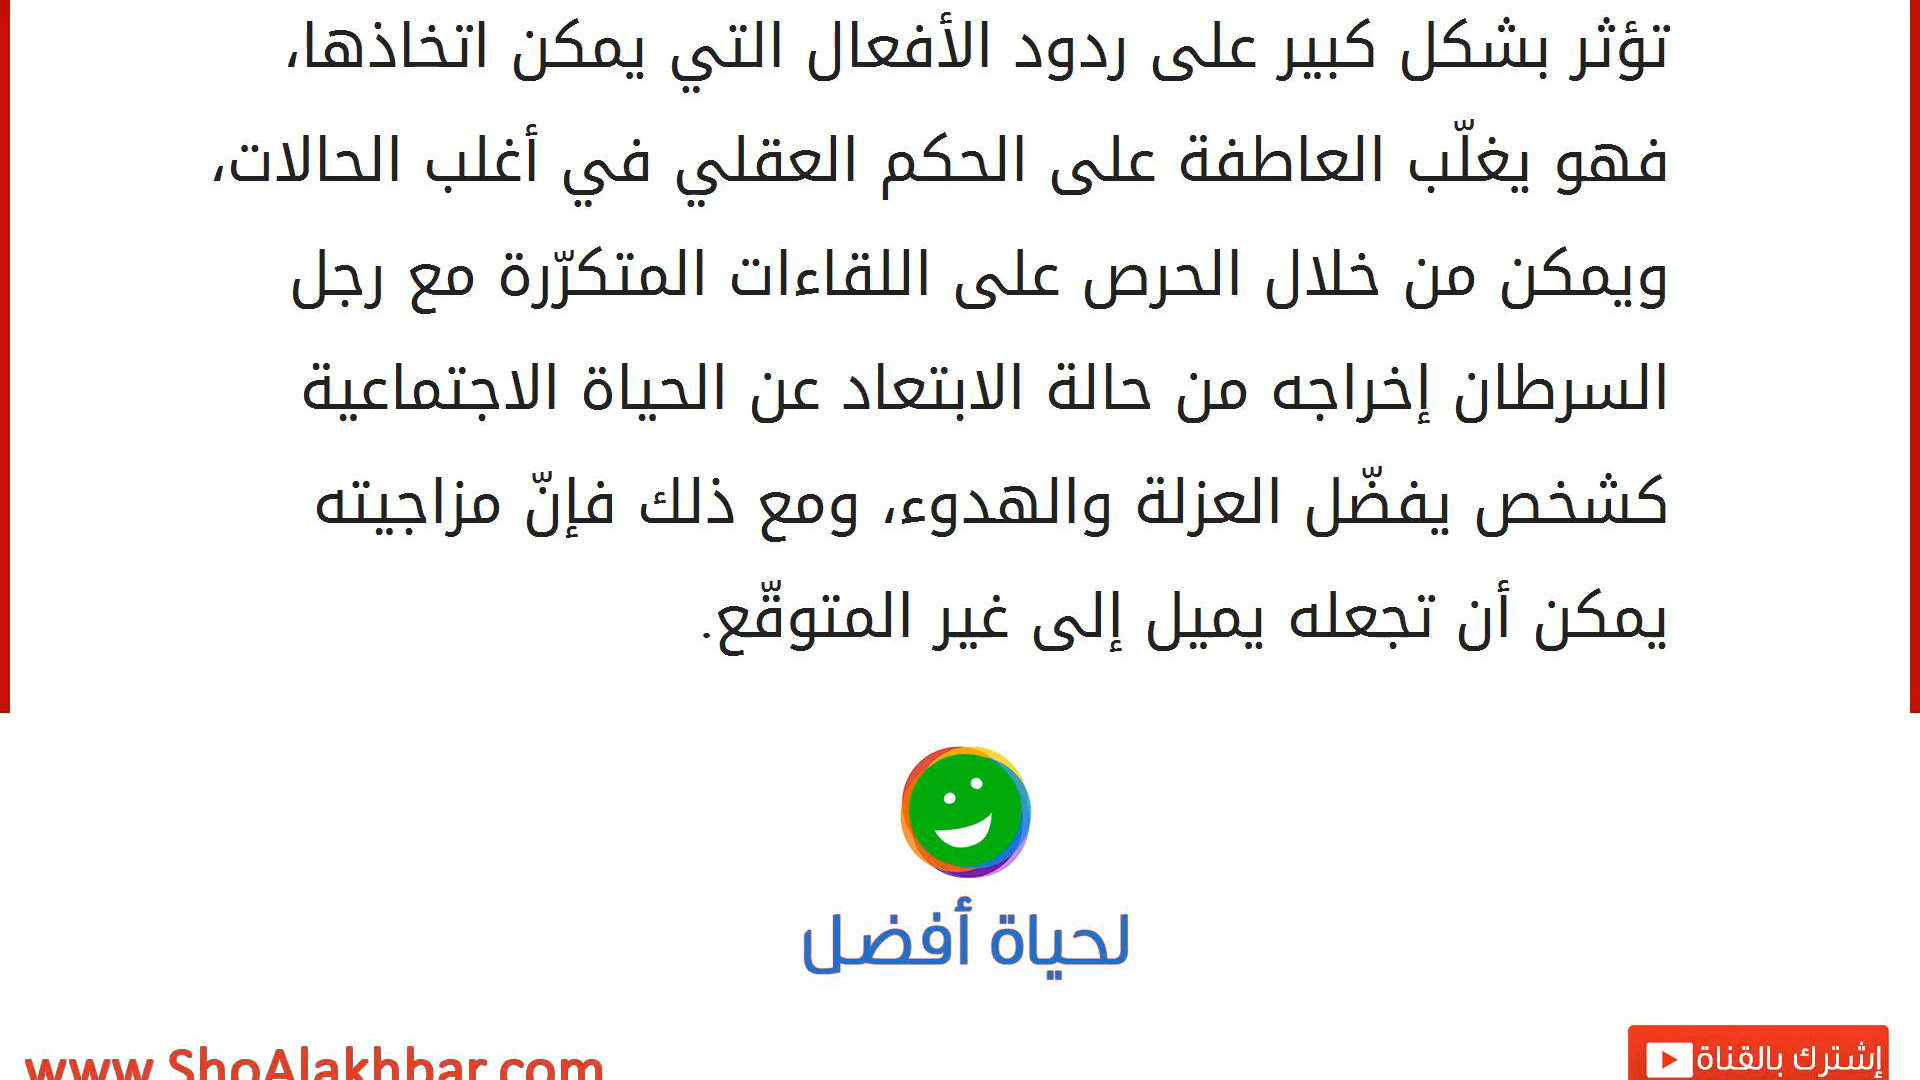 تؤثر بشكل كبير على ردود الأفعال التي يمكن اتخاذها،
فهو يغلّب العاطفة على الحكم العقلي في أغلب الحالات،
ويمكن من خلال الحرص على اللقاءات المتكرّرة مع رجل
السرطان إخراجه من حالة الابتعاد عن الحياة الاجتماعية
كشخص يفضّل العزلة والهدوء، ومع ذلك فإنّ مزاجيته
يمكن أن تجعله يميل إلى غير المتوقّع.
لحياة أفضل
www.ShoAlakhbar.com
إشترك بالقناة